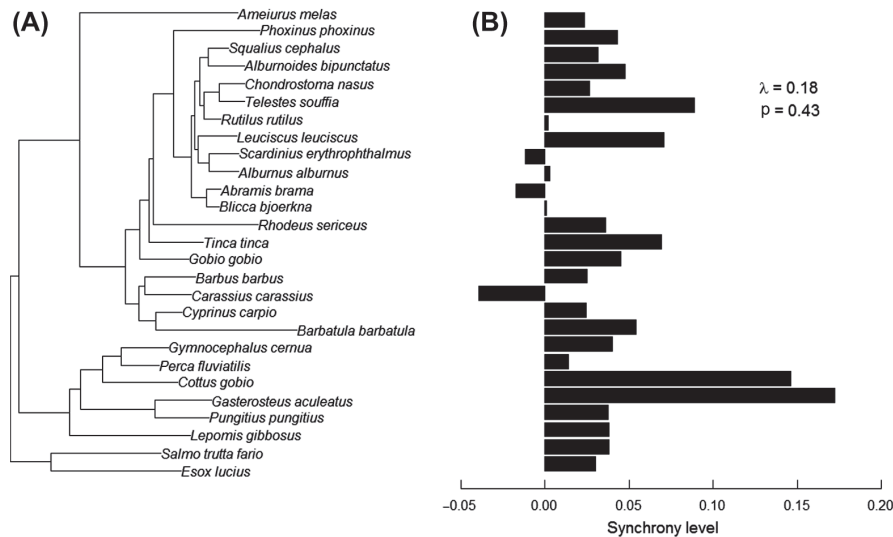 (A)
Ameiurus melas
Phoxinus phoxinus
Squalius cephalus
Alburnoides bipunctatus
Chondrostoma nasus
Telestes souffia
Rutilus rutilus
Leuciscus leuciscus
Scardinius erythrophthalmus
Alburnus alburnus
Abramis brama
Blicca bjoerkna
Rhodeus sericeus
Tinca tinca
Gobio gobio
Barbus barbus
Carassius carassius
Cyprinus carpio
Barbatula barbatula
Gymnocephalus cernua
Perca fluviatilis
Cottus gobio
Gasterosteus aculeatus
Pungitius pungitius
Lepomis gibbosus
Salmo trutta fario
Esox lucius
(B)
λ = 0.18
p = 0.43
−0.05 0.00 0.05 0.10 0.15 0.20
Synchrony level